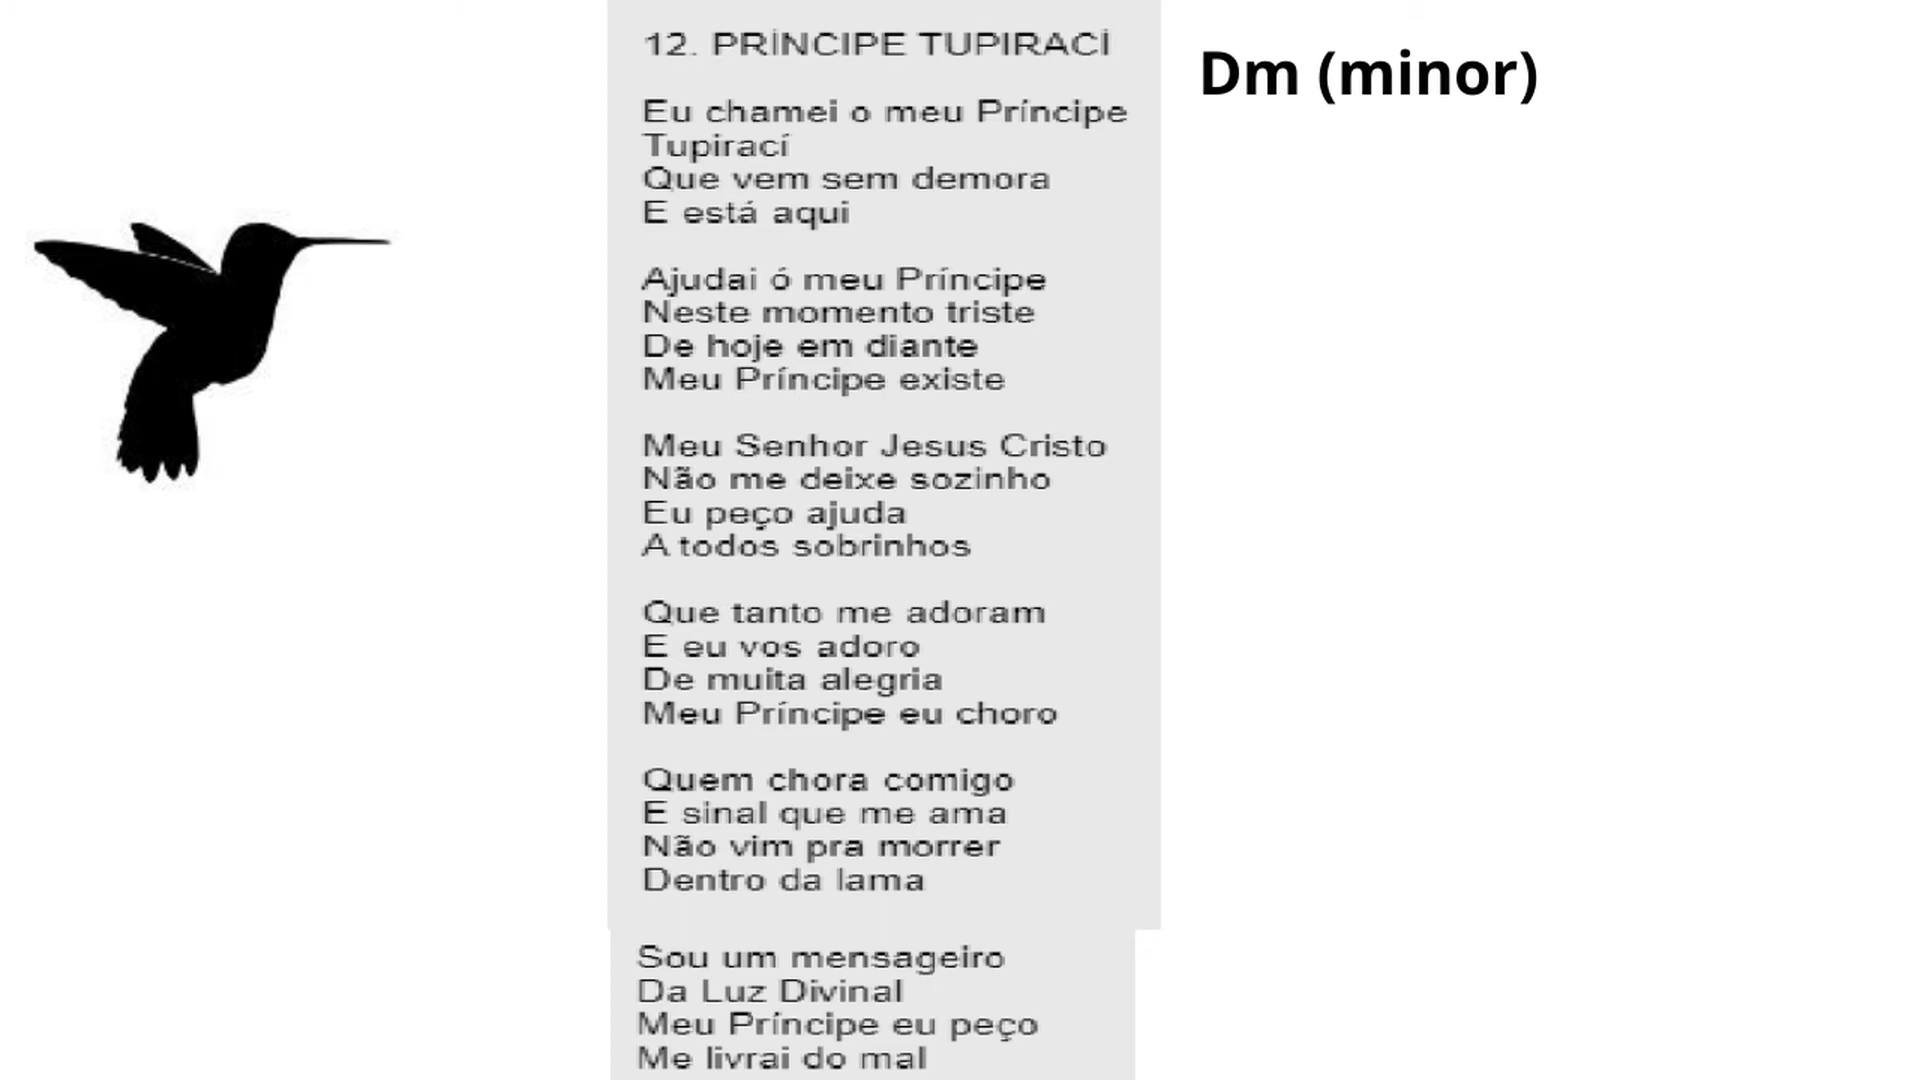 12. PRÍNCIPE TUPIRACÍ
Dm (minor)
Eu chamei o meu Príncipe
Tupirací
Que vem sem demora
E está aqui
Ajudai ó meu Príncipe
Neste momento triste
De hoje em diante
Meu Príncipe existe
Meu Senhor Jesus Cristo
Não me deixe sozinho
Eu peço ajuda
A todos sobrinhos
Que tanto me adoram
E eu vos adoro
De muita alegria
Meu Príncipe eu choro
Quem chora comigo
E sinal que me ama
Não vim pra morrer
Dentro da lama
Sou um mensageiro
Da Luz Divinal
Meu Príncipe eu peço
Me livrai do mal